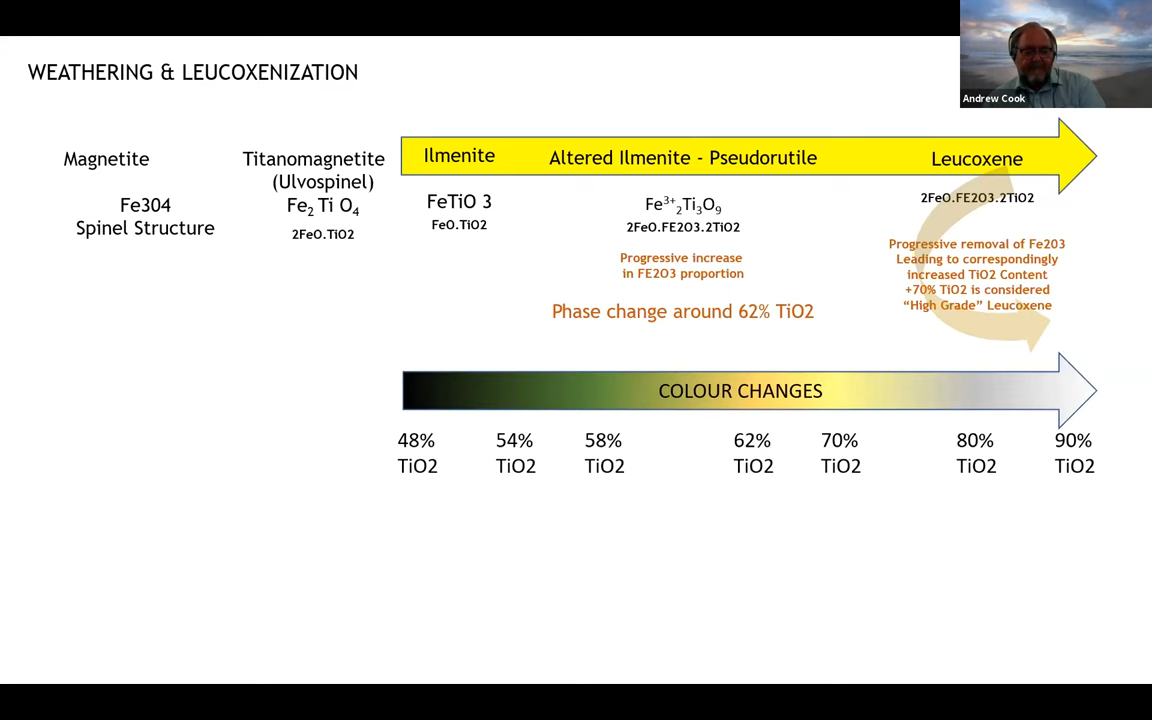 WEATHERING & LEUCOXENIZATION
Andrew Cook
Magnetite
Fe304
Spinel Structure
Titanomagnetite
(Ulvospinel)
Fe₂ Ti O₄
2FeO.TiO2
Ilmenite
FeTiO 3
FeO.TiO2
Altered Ilmenite - Pseudorutile
Fe³⁺₂Ti₃O₉
2FeO.FE2O3.2TiO2
Progressive increase
in FE2O3 proportion
Phase change around 62% TiO2
Leucoxene
2FeO.FE2O3.2TiO2
Progressive removal of Fe2O3
Leading to correspondingly
increased TiO2 Content
+70% TiO2 is considered
“High Grade” Leucoxene
COLOUR CHANGES
48%
TiO2
54%
TiO2
58%
TiO2
62%
TiO2
70%
TiO2
80%
TiO2
90%
TiO2